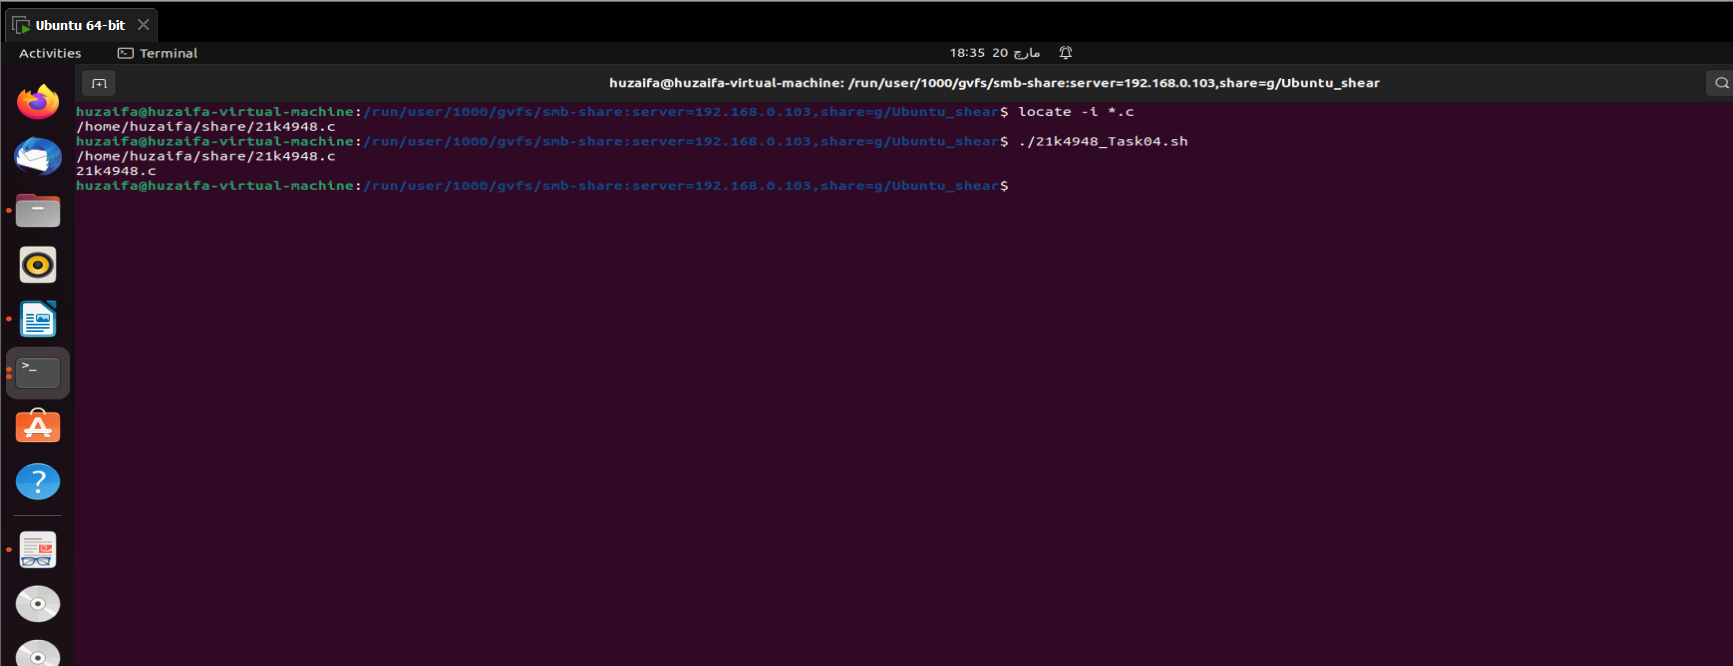 Ubuntu 64-bit
Activities
Terminal
18:35 20 مارچ
huzaifa@huzaifa-virtual-machine: /run/user/1000/gvfs/smb-share:server=192.168.0.103,share=g/Ubuntu_shear
huzaifa@huzaifa-virtual-machine:/run/user/1000/gvfs/smb-share:server=192.168.0.103,share=g/Ubuntu_shear$ locate -i *.c
/home/huzaifa/share/21k4948.c
huzaifa@huzaifa-virtual-machine:/run/user/1000/gvfs/smb-share:server=192.168.0.103,share=g/Ubuntu_shear$ ./21k4948_Task04.sh
/home/huzaifa/share/21k4948.c
21k4948.c
huzaifa@huzaifa-virtual-machine:/run/user/1000/gvfs/smb-share:server=192.168.0.103,share=g/Ubuntu_shear$